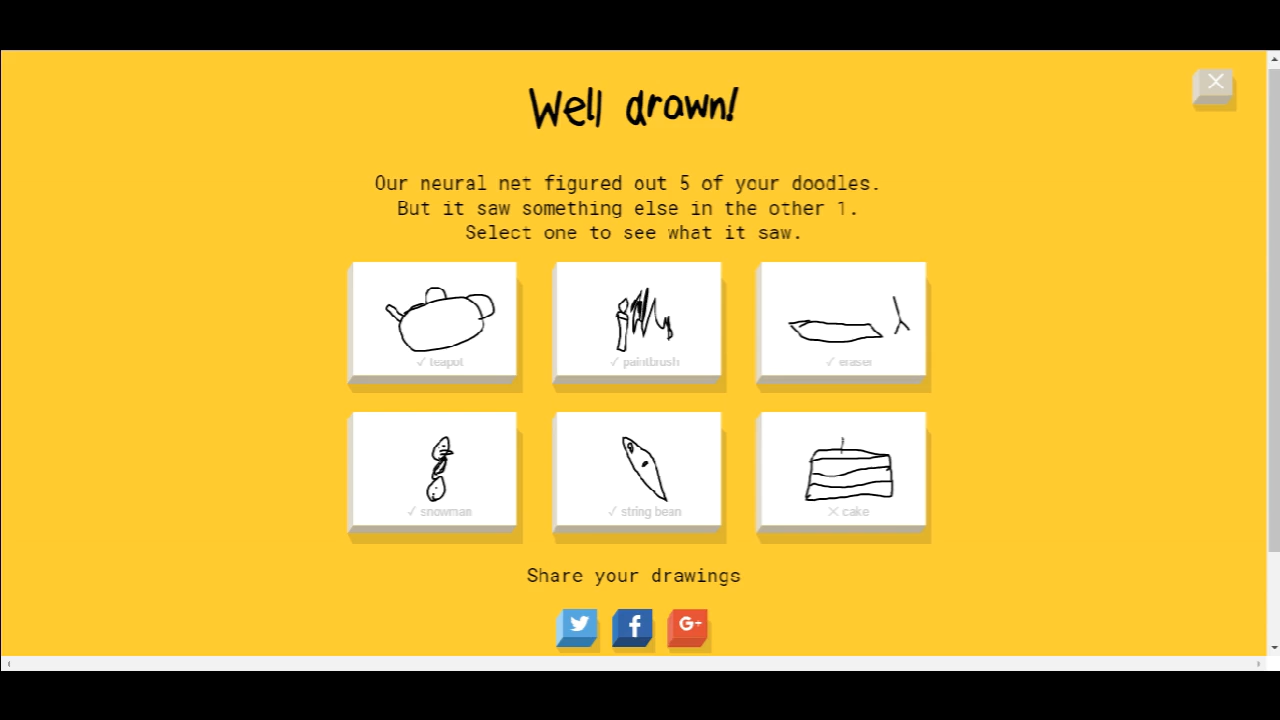 Well drawn!
Our neural net figured out 5 of your doodles.
But it saw something else in the other 1.
Select one to see what it saw.
✓ teapot
✓ paintbrush
✓ eraser
✓ snowman
✓ string bean
✕ cake
Share your drawings
f
G+